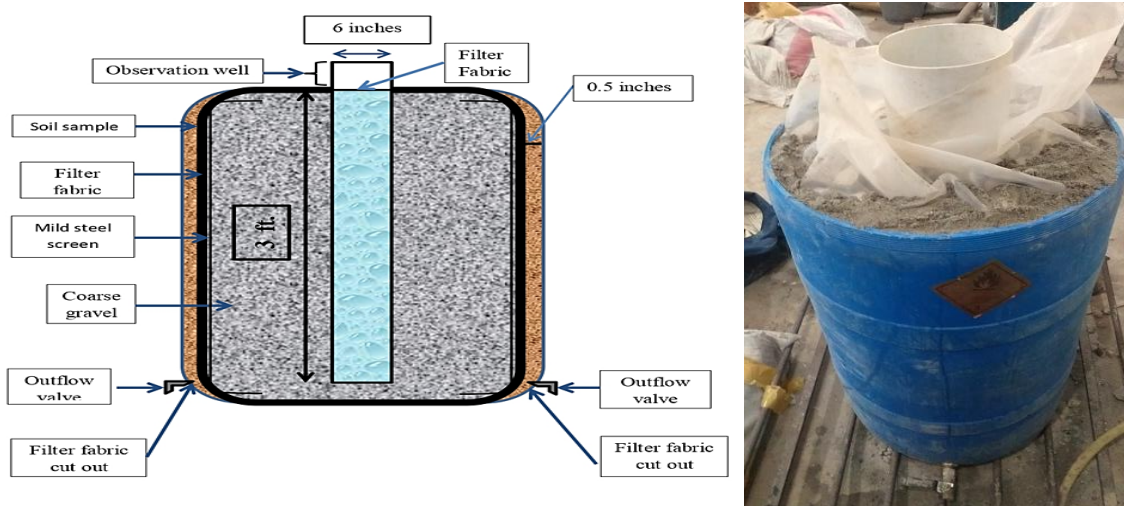 6 inches
Observation well
Filter
Fabric
0.5 inches
Soil sample
Filter
fabric
Mild steel
screen
3 ft.
Coarse
gravel
Outflow
valve
Outflow
valve
Filter fabric
cut out
Filter fabric
cut out